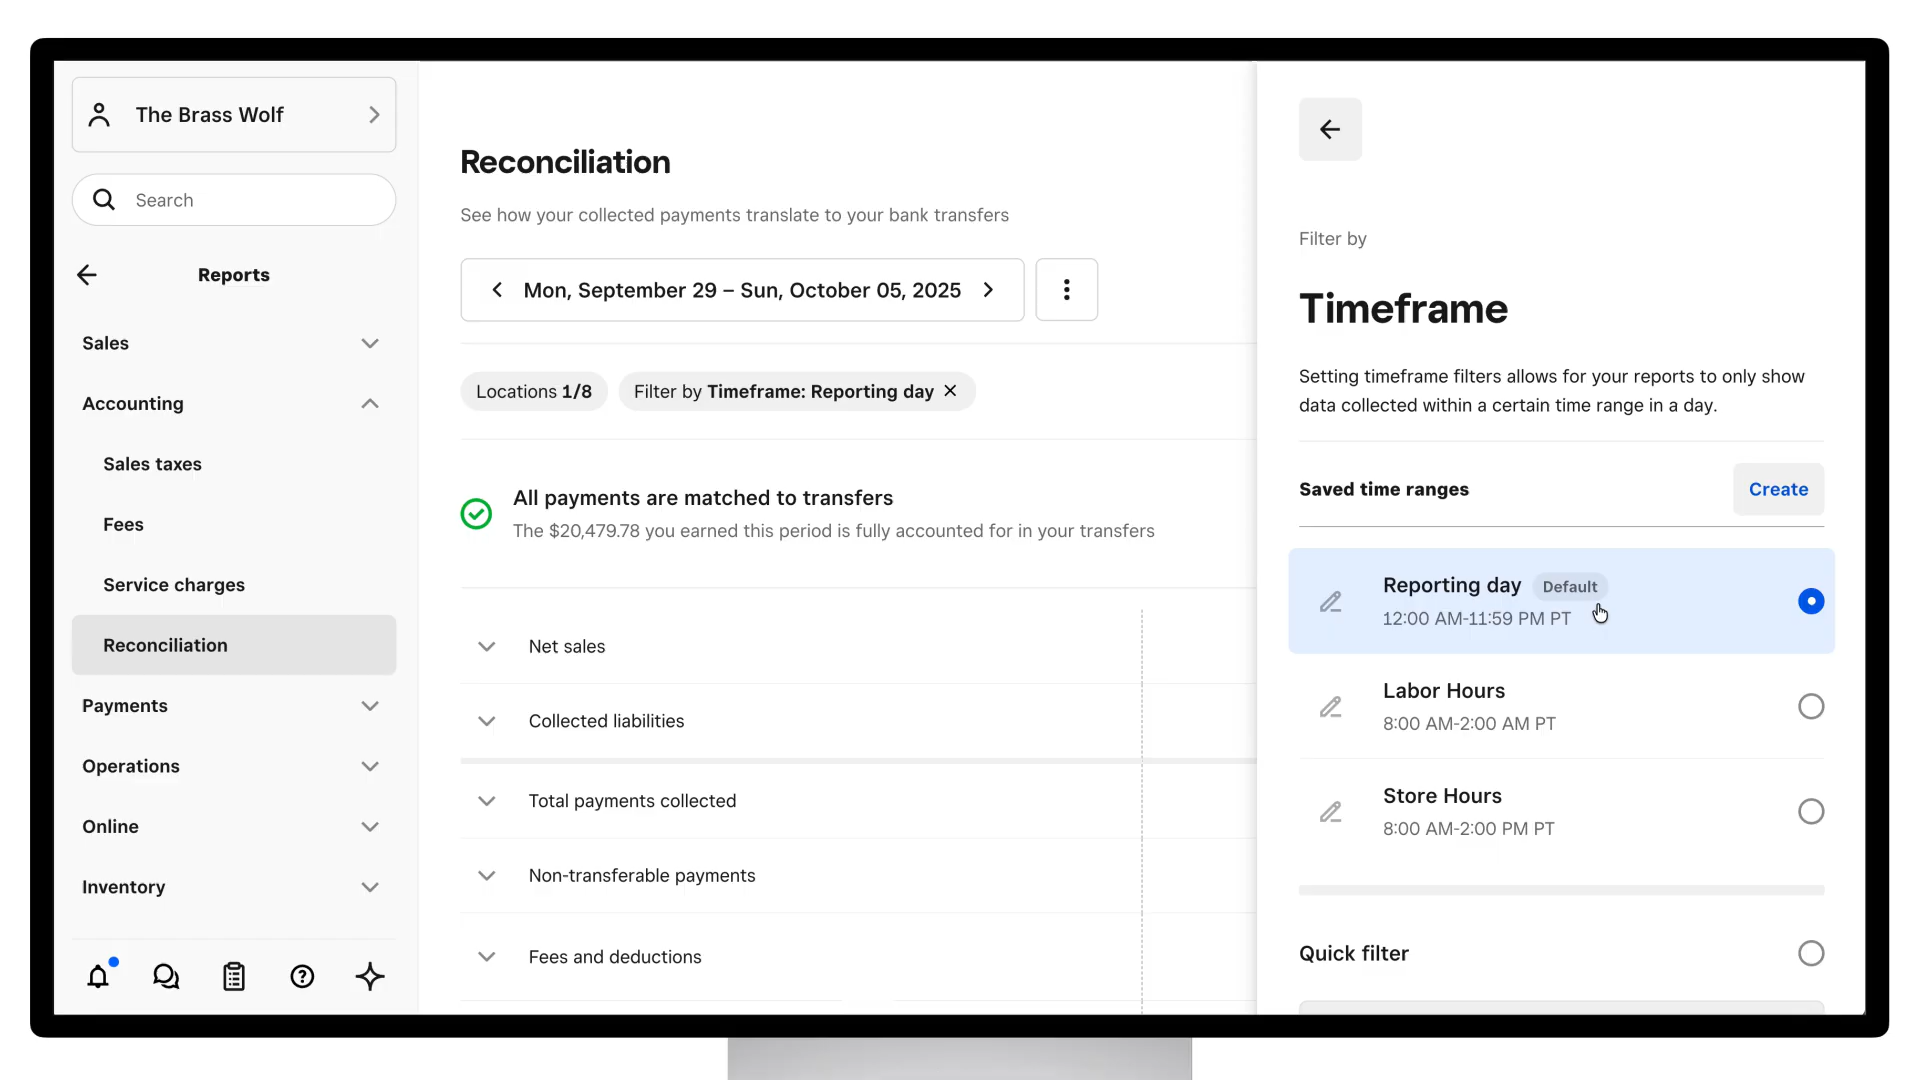 The Brass Wolf
Search
Reports
Sales
Accounting
Sales taxes
Fees
Service charges
Reconciliation
Payments
Operations
Online
Inventory
Reconciliation
See how your collected payments translate to your bank transfers
Mon, September 29 – Sun, October 05, 2025
Locations 1/8
Filter by Timeframe: Reporting day
All payments are matched to transfers
The $20,479.78 you earned this period is fully accounted for in your transfers
Net sales
Collected liabilities
Total payments collected
Non-transferable payments
Fees and deductions
Filter by
Timeframe
Setting timeframe filters allows for your reports to only show
data collected within a certain time range in a day.
Saved time ranges
Create
Reporting day Default
12:00 AM-11:59 PM PT
Labor Hours
8:00 AM-2:00 AM PT
Store Hours
8:00 AM-2:00 PM PT
Quick filter